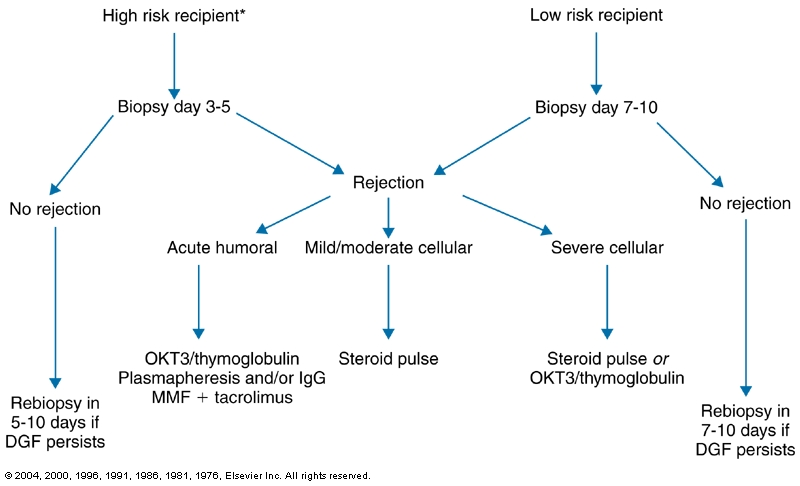 High risk recipient*
Low risk recipient
Biopsy day 3-5
Biopsy day 7-10
Rejection
No rejection
No rejection
Acute humoral
Mild/moderate cellular
Severe cellular
OKT3/thymoglobulin
Plasmapheresis and/or IgG
MMF + tacrolimus
Steroid pulse
Steroid pulse or
OKT3/thymoglobulin
Rebiopsy in
5-10 days if
DGF persists
Rebiopsy in
7-10 days if
DGF persists
© 2004, 2000, 1996, 1991, 1986, 1981, 1976, Elsevier Inc. All rights reserved.